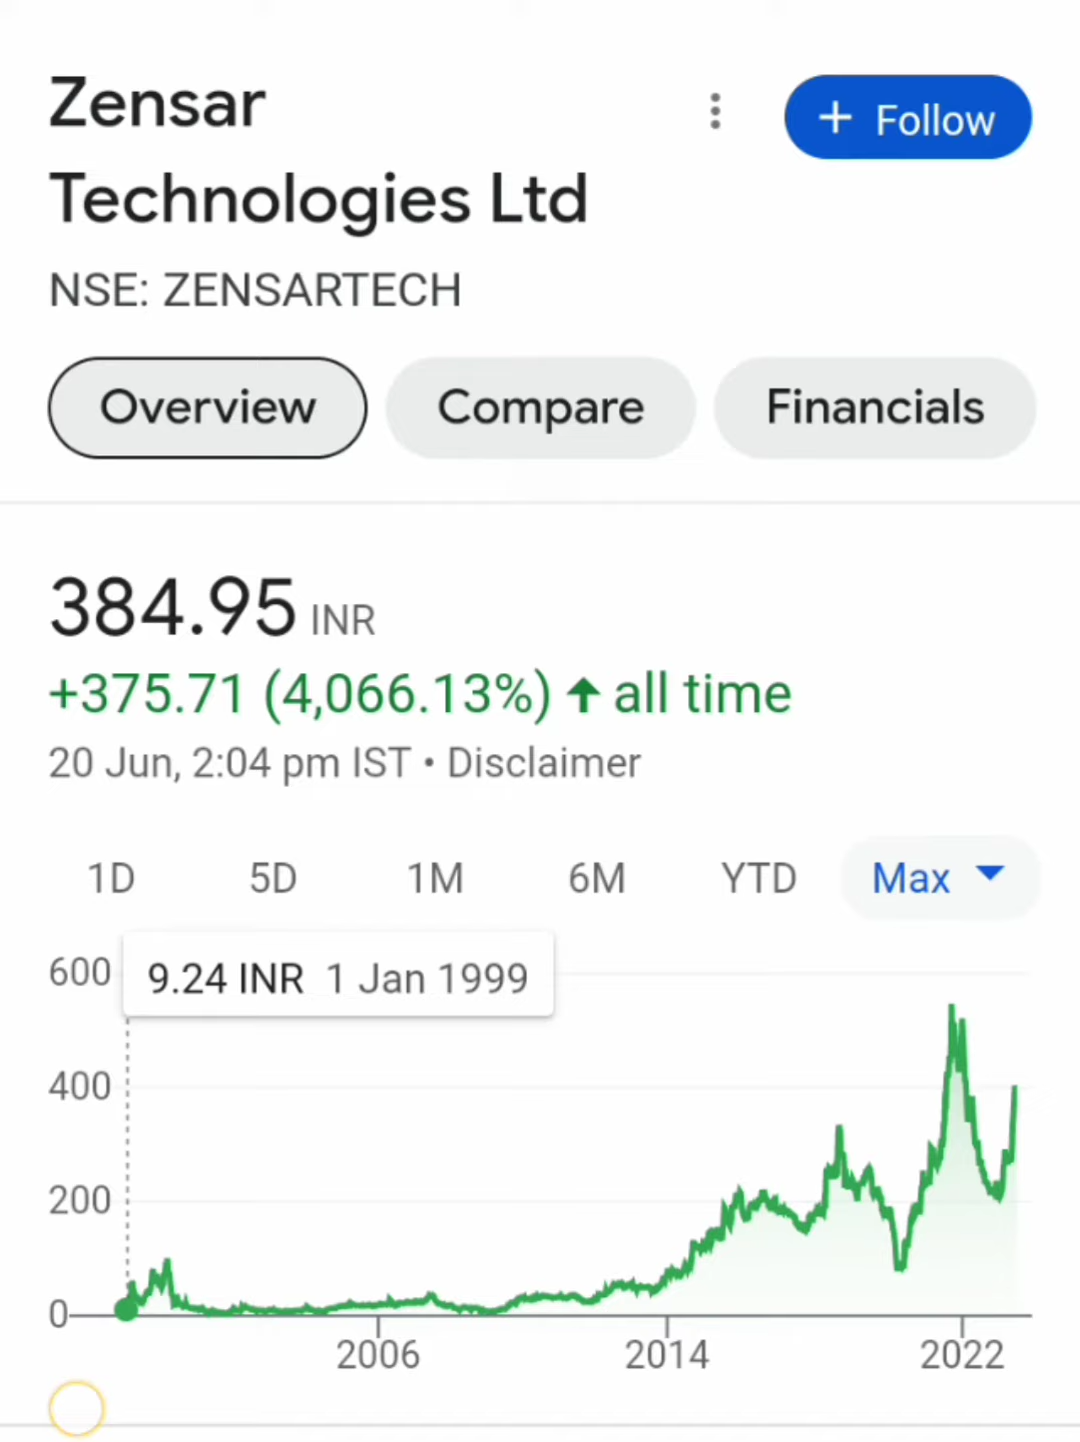 Zensar
Technologies Ltd
+ Follow
NSE: ZENSARTECH
Overview
Compare
Financials
384.95 INR
+375.71 (4,066.13%) ↑ all time
20 Jun, 2:04 pm IST • Disclaimer
1D 5D 1M 6M YTD Max
9.24 INR 1 Jan 1999
600
400
200
0
2006 2014 2022